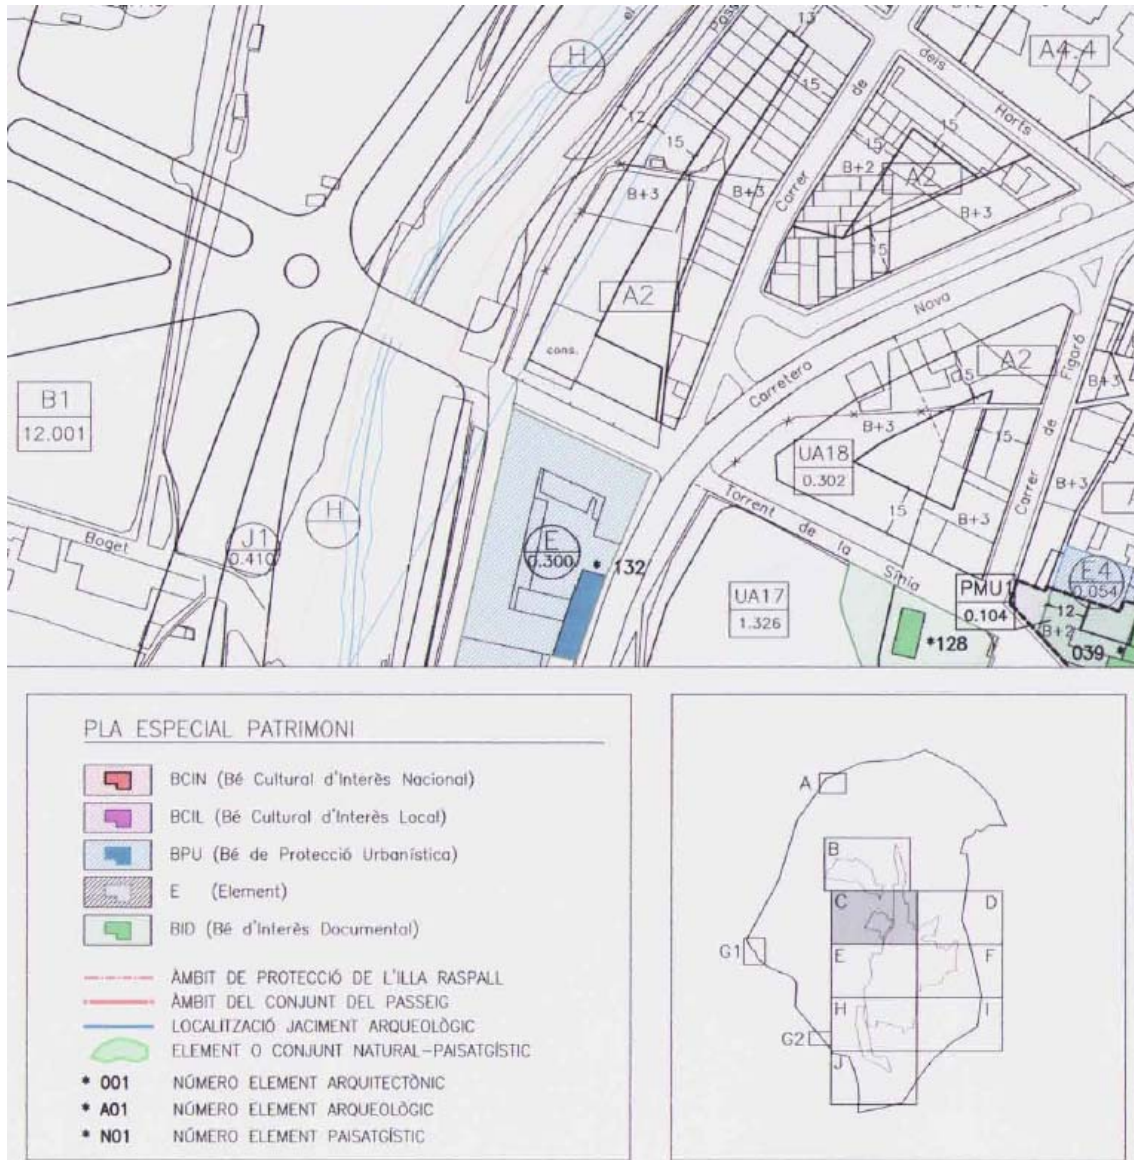 13
A4.4
H
el
Pass
de
deis
Horts
15
12
15
15
15
B+2
A2
B+3
B+3
B+3
Carrer
15
A2
Nova
cons.
Carretera
A2
Figaró
B+3
B1
12.001
UA18
0.302
B+3
15
15
15
de
B+3
Carrer
B+3
Torrent de la Sínia
H
J1
0.410
Boget
E
0.300
* 132
UA17
1.326
PMU1
0.104
E4
0.054
12
B+2
*128
039 *
PLA ESPECIAL PATRIMONI
BCIN (Bé Cultural d'Interès Nacional)
BCIL (Bé Cultural d'Interès Local)
BPU (Bé de Protecció Urbanística)
E (Element)
BID (Bé d'Interès Documental)
ÀMBIT DE PROTECCIÓ DE L'ILLA RASPALL
ÀMBIT DEL CONJUNT DEL PASSEIG
LOCALITZACIÓ JACIMENT ARQUEOLÒGIC
ELEMENT O CONJUNT NATURAL-PAISATGÍSTIC
* 001 NÚMERO ELEMENT ARQUITECTÒNIC
* A01 NÚMERO ELEMENT ARQUEOLÒGIC
* N01 NÚMERO ELEMENT PAISATGÍSTIC
A
B
C
D
G1
E
F
H
I
G2
J